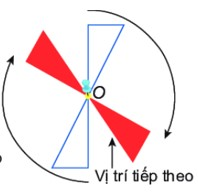 O
Vị trí tiếp theo